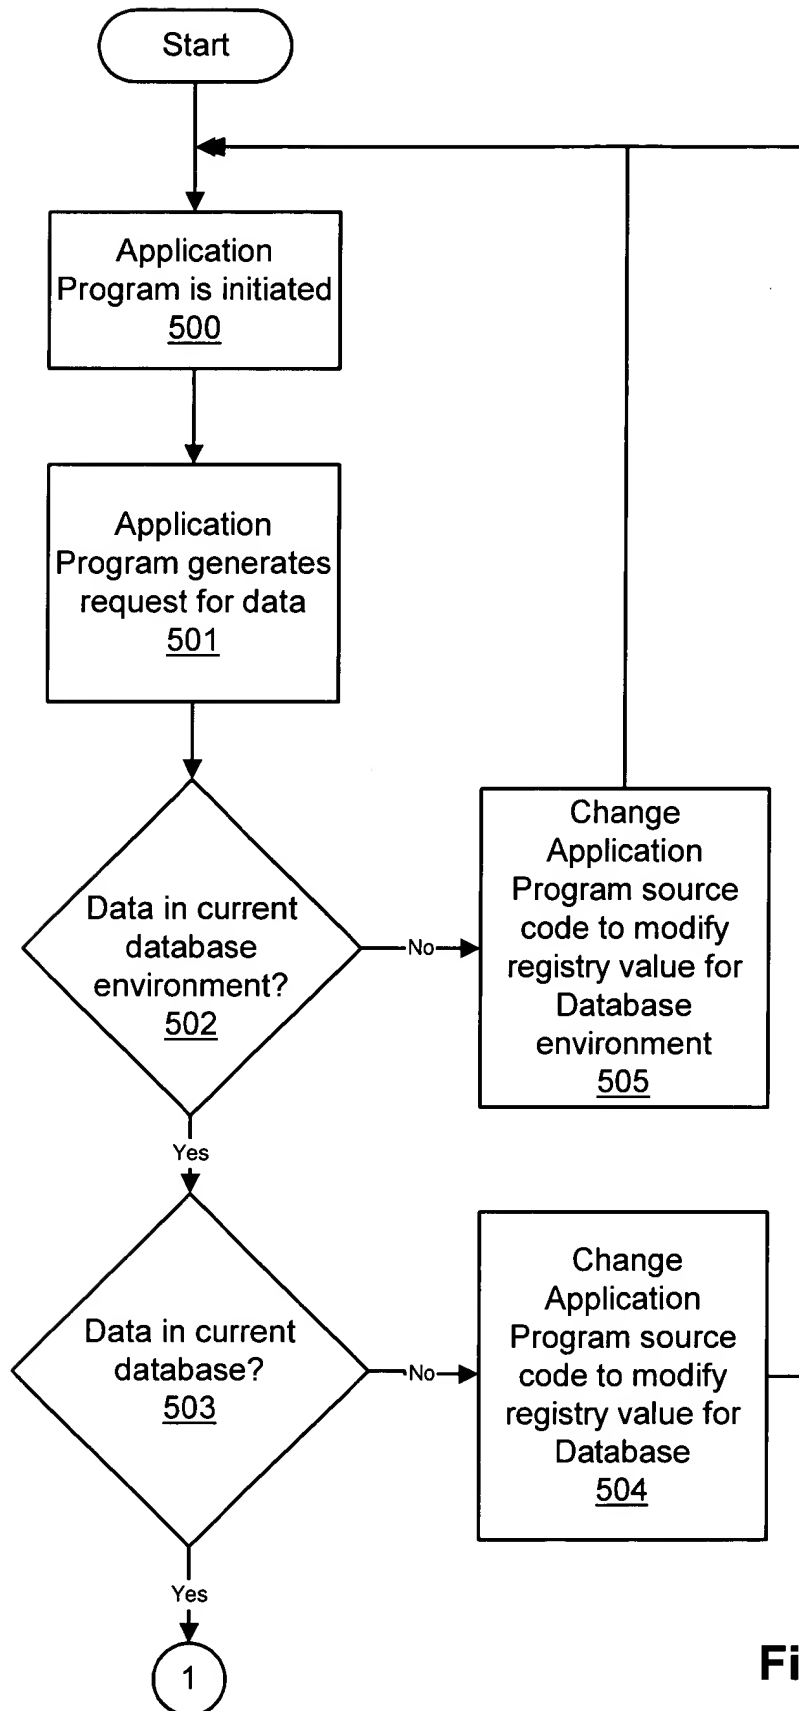 Start
Application
Program is initiated
500
Application
Program generates
request for data
501
Data in current
database
environment?
502
No
Change
Application
Program source
code to modify
registry value for
Database
environment
505
Yes
Data in current
database?
503
No
Change
Application
Program source
code to modify
registry value for
Database
504
Yes
1
Fi